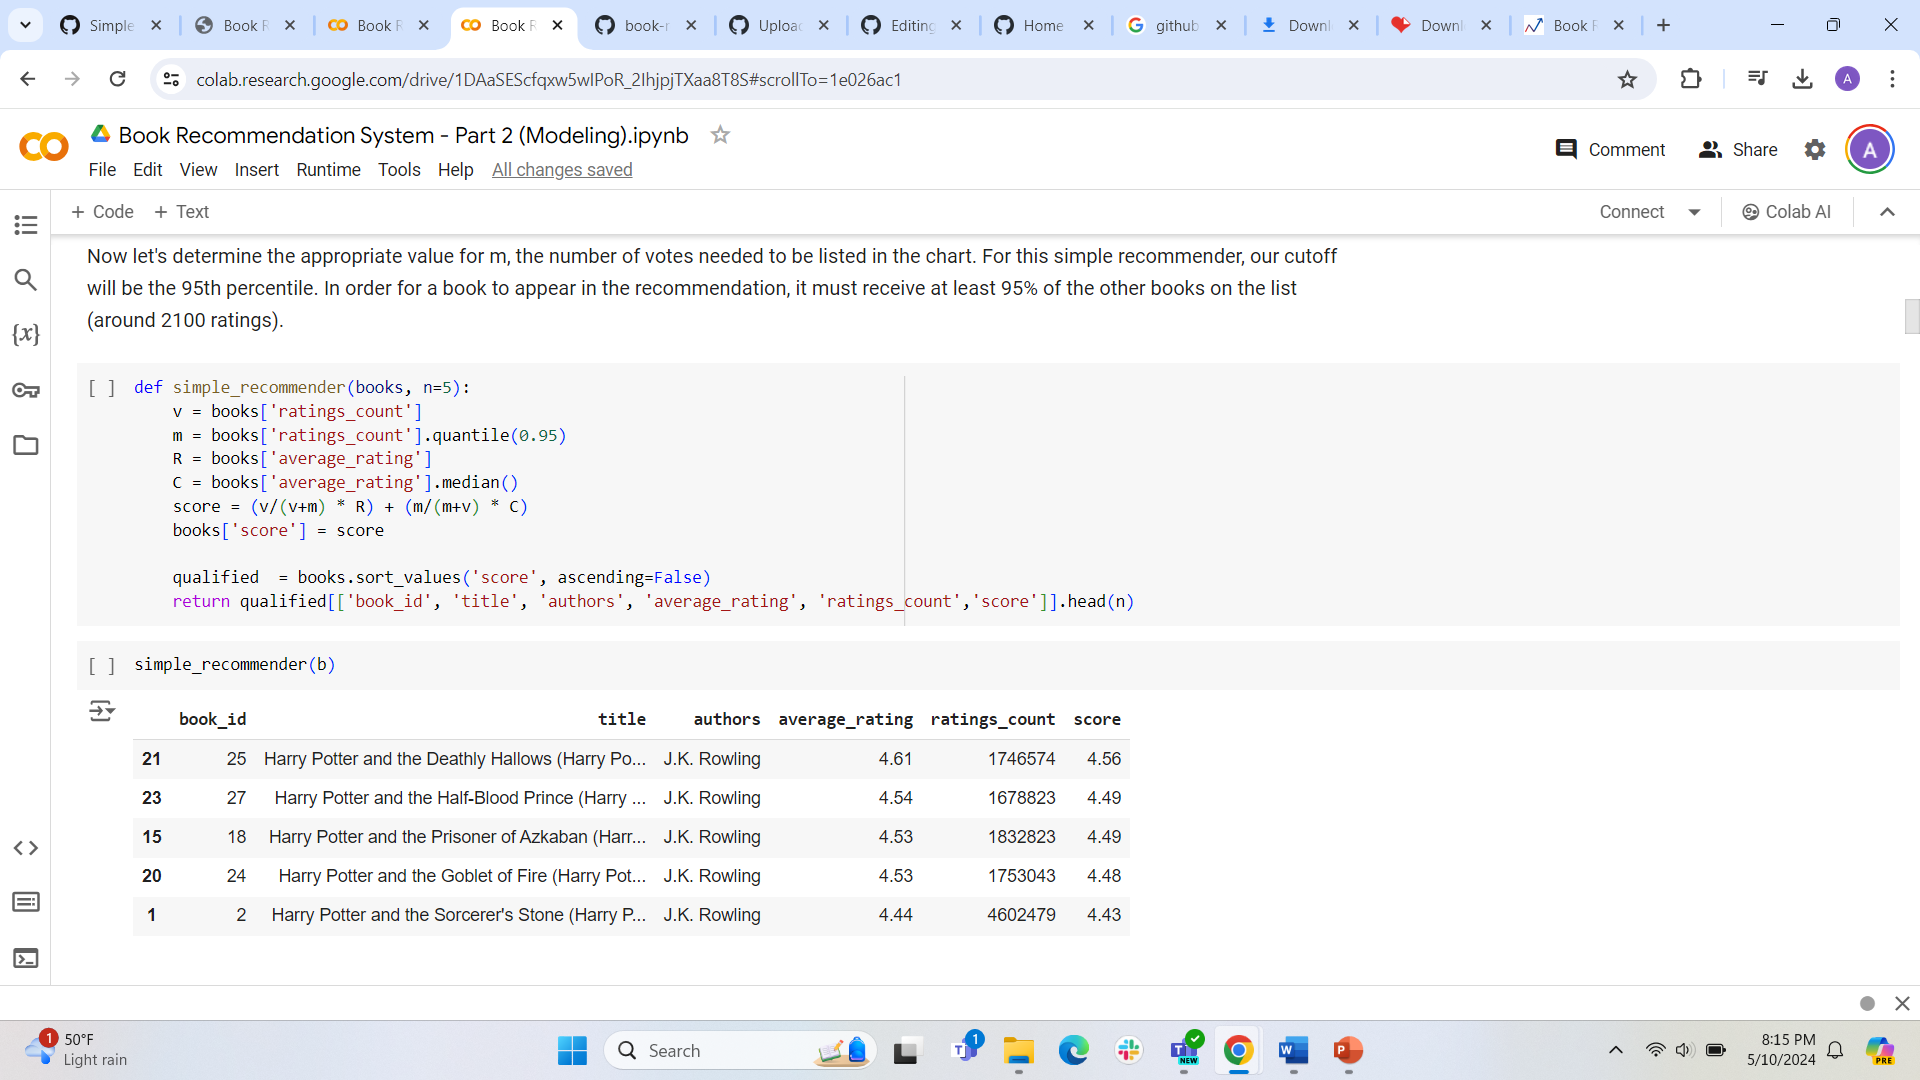 Simple
Book R
Book R
Book R
book-r
Uploac
Editing
Home
github
Downl
Downl
Book R
colab.research.google.com/drive/1DAaSEScfqxw5wlPoR_2IhjpjTXaa8T8S#scrollTo=1e026ac1
A
Book Recommendation System - Part 2 (Modeling).ipynb
File Edit View Insert Runtime Tools Help All changes saved
Comment Share A
+ Code + Text
Connect Colab AI
Now let's determine the appropriate value for m, the number of votes needed to be listed in the chart. For this simple recommender, our cutoff
will be the 95th percentile. In order for a book to appear in the recommendation, it must receive at least 95% of the other books on the list
(around 2100 ratings).
[ ] def simple_recommender(books, n=5):
v = books['ratings_count']
m = books['ratings_count'].quantile(0.95)
R = books['average_rating']
C = books['average_rating'].median()
score = (v/(v+m) * R) + (m/(m+v) * C)
books['score'] = score
qualified  = books.sort_values('score', ascending=False)
return qualified[['book_id', 'title', 'authors', 'average_rating', 'ratings_count','score']].head(n)
[ ] simple_recommender(b)
book_id title authors average_rating ratings_count score
21 25 Harry Potter and the Deathly Hallows (Harry Po... J.K. Rowling 4.61 1746574 4.56
23 27 Harry Potter and the Half-Blood Prince (Harry ... J.K. Rowling 4.54 1678823 4.49
15 18 Harry Potter and the Prisoner of Azkaban (Harr... J.K. Rowling 4.53 1832823 4.49
20 24 Harry Potter and the Goblet of Fire (Harry Pot... J.K. Rowling 4.53 1753043 4.48
1 2 Harry Potter and the Sorcerer's Stone (Harry P... J.K. Rowling 4.44 4602479 4.43
1
50°F
Light rain
Search
1
NEW
8:15 PM
5/10/2024
PRE